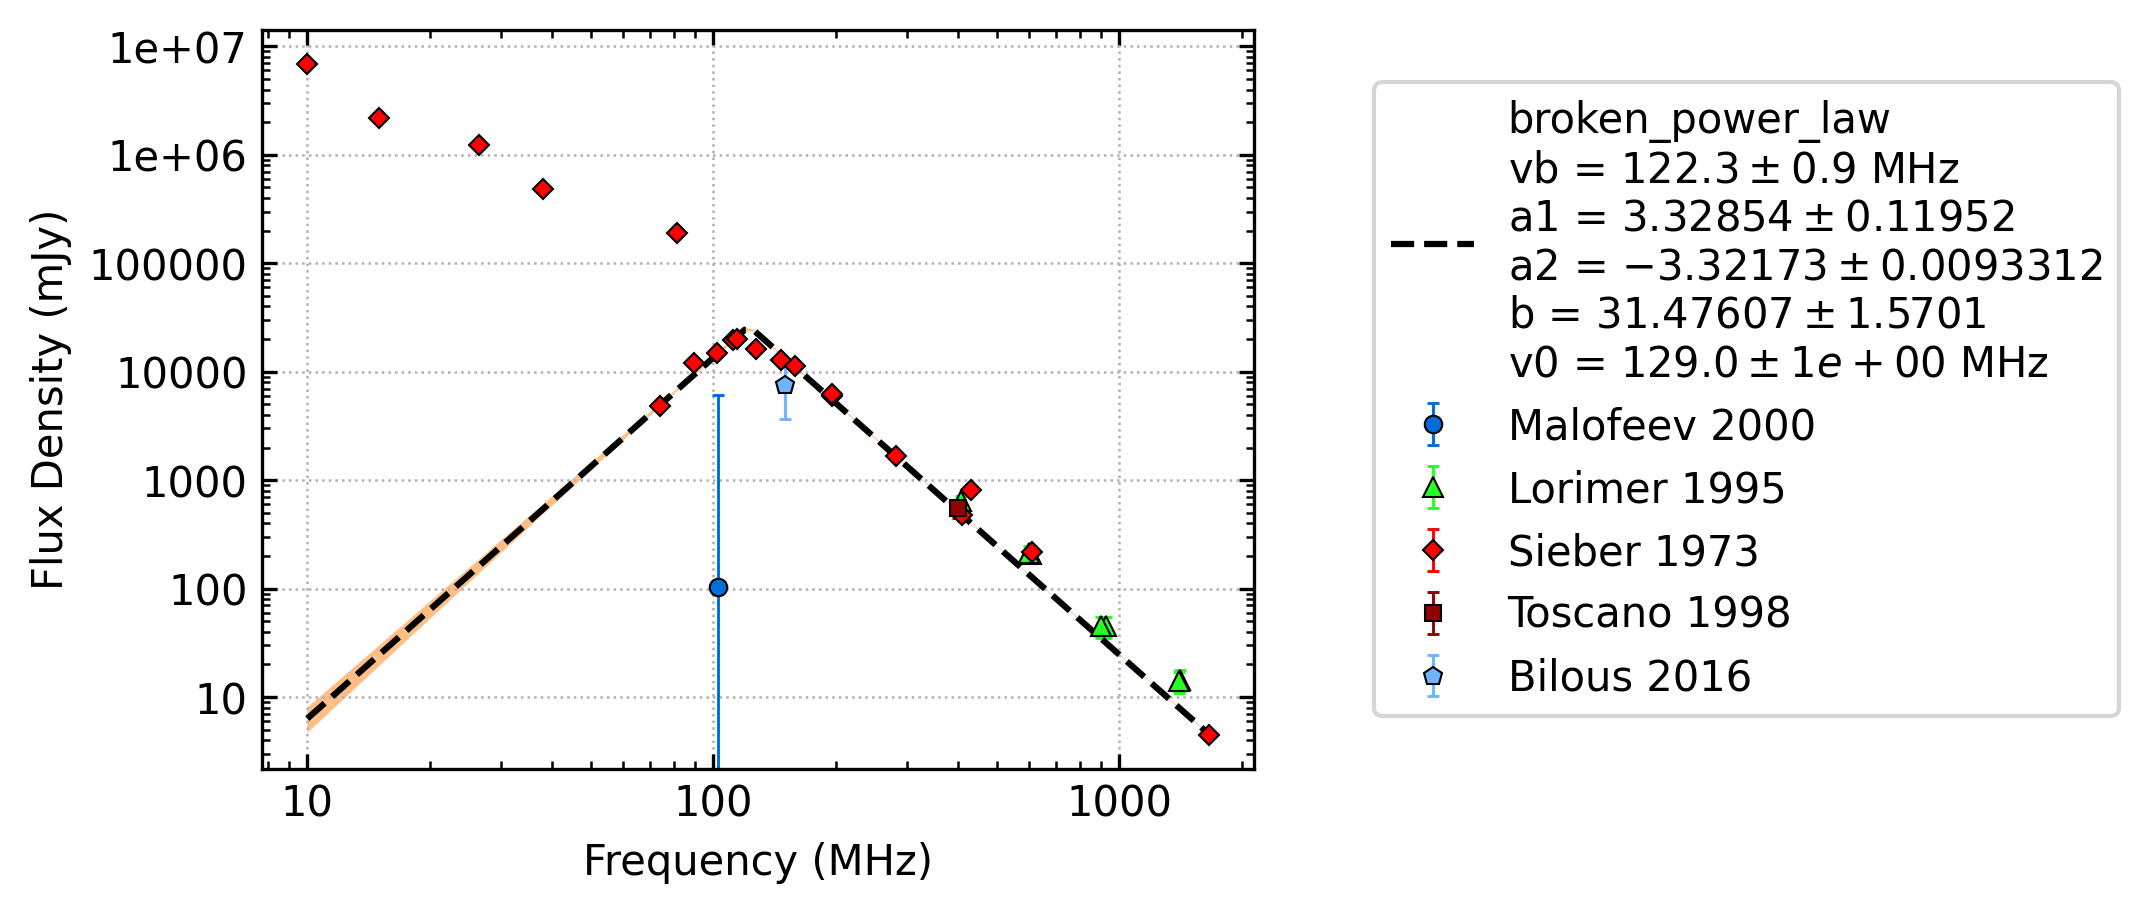 1e+07
1e+06
100000
10000
1000
100
10
Flux Density (mJy)
10 100 1000
Frequency (MHz)
broken_power_law
vb = 122.3 ± 0.9 MHz
a1 = 3.32854 ± 0.11952
a2 = −3.32173 ± 0.0093312
b = 31.47607 ± 1.5701
v0 = 129.0 ± 1e + 00 MHz
Malofeev 2000
Lorimer 1995
Sieber 1973
Toscano 1998
Bilous 2016